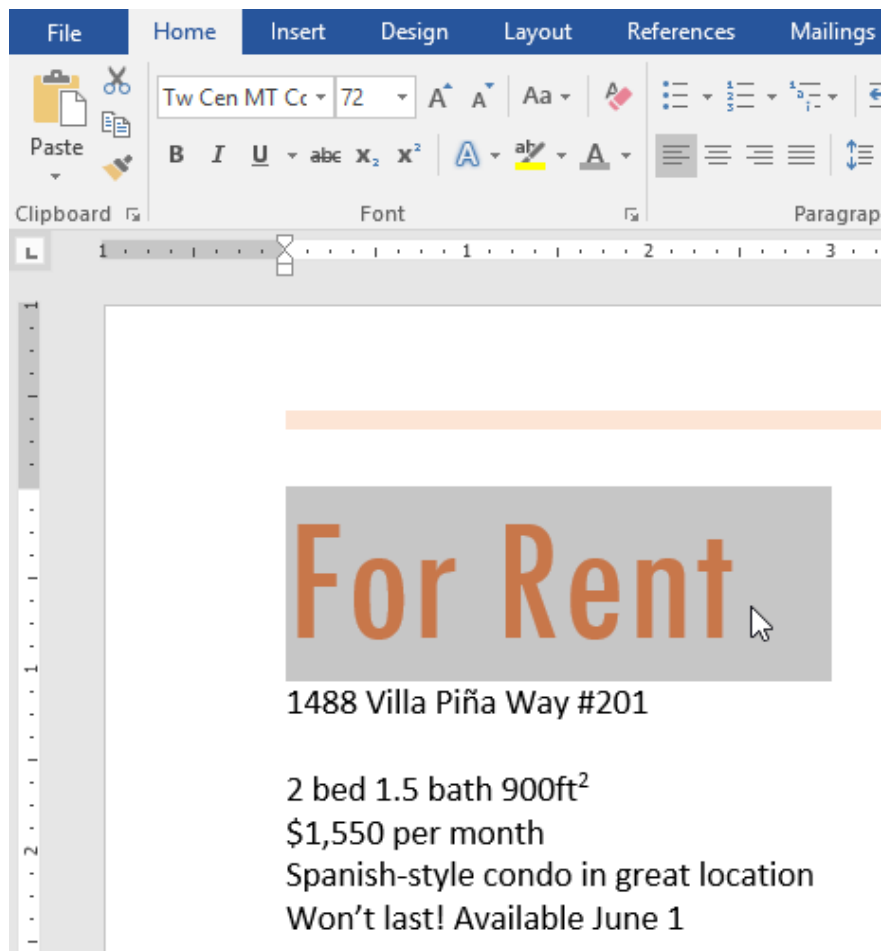 File Home Insert Design Layout References Mailings
Tw Cen MT Cc 72 A A Aa
Paste B I U abc X₂ X² A ab A
Clipboard Font Paragrap
L 1 1 2 3
For Rent
1488 Villa Piña Way #201
2 bed 1.5 bath 900ft²
$1,550 per month
Spanish-style condo in great location
Won’t last! Available June 1